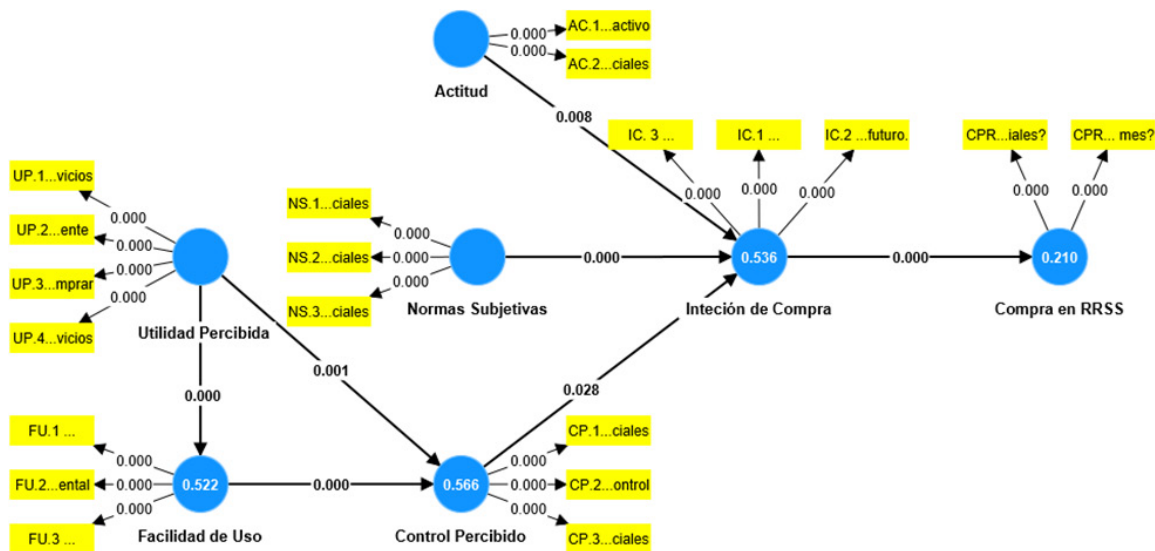 0.000
0.000
AC.1...activo
AC.2...ciales
Actitud
0.008
IC. 3 ...
IC.1 ...
IC.2 ...futuro.
CPR...iales?
CPR... mes?
0.000
0.000
0.000
0.000
0.000
UP.1...vicios
UP.2...ente
UP.3...mprar
UP.4...vicios
0.000
0.000
0.000
0.000
Utilidad Percibida
NS.1...ciales
NS.2...ciales
NS.3...ciales
0.000
0.000
0.000
Normas Subjetivas
0.000
0.536
Inteción de Compra
0.000
0.210
Compra en RRSS
0.000
0.001
0.028
FU.1 ...
FU.2...ental
FU.3 ...
0.000
0.000
0.000
0.522
Facilidad de Uso
0.000
0.566
Control Percibido
0.000
0.000
0.000
CP.1...ciales
CP.2...ontrol
CP.3...ciales